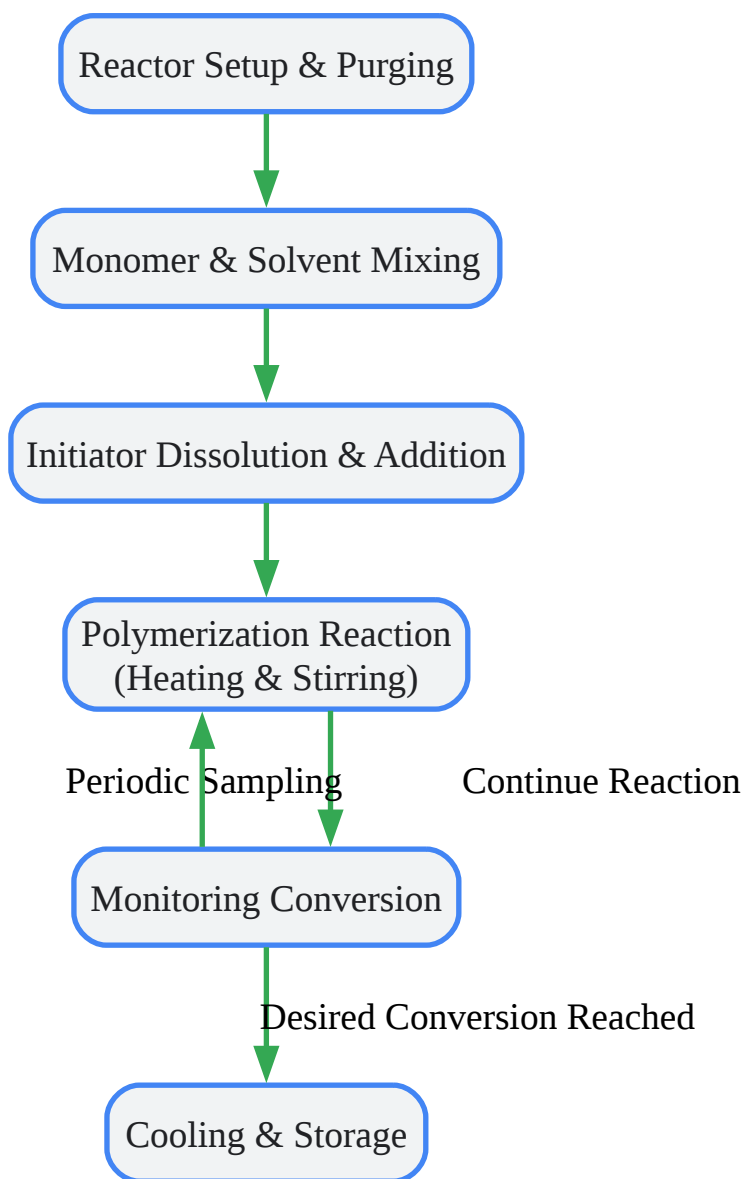 Reactor Setup & Purging
Monomer & Solvent Mixing
Initiator Dissolution & Addition
Polymerization Reaction
(Heating & Stirring)
Periodic Sampling
Continue Reaction
Monitoring Conversion
Desired Conversion Reached
Cooling & Storage